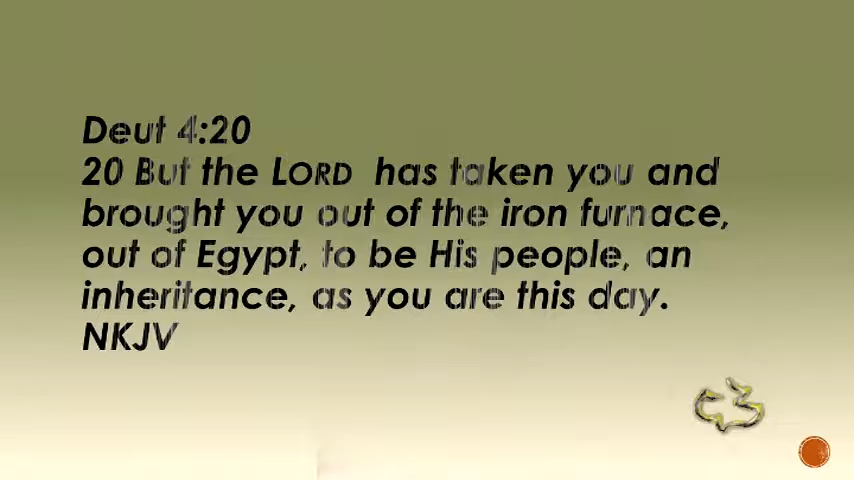 Deut 4:20
20 But the LORD has taken you and
brought you out of the iron furnace,
out of Egypt, to be His people, an
inheritance, as you are this day.
NKJV
C3